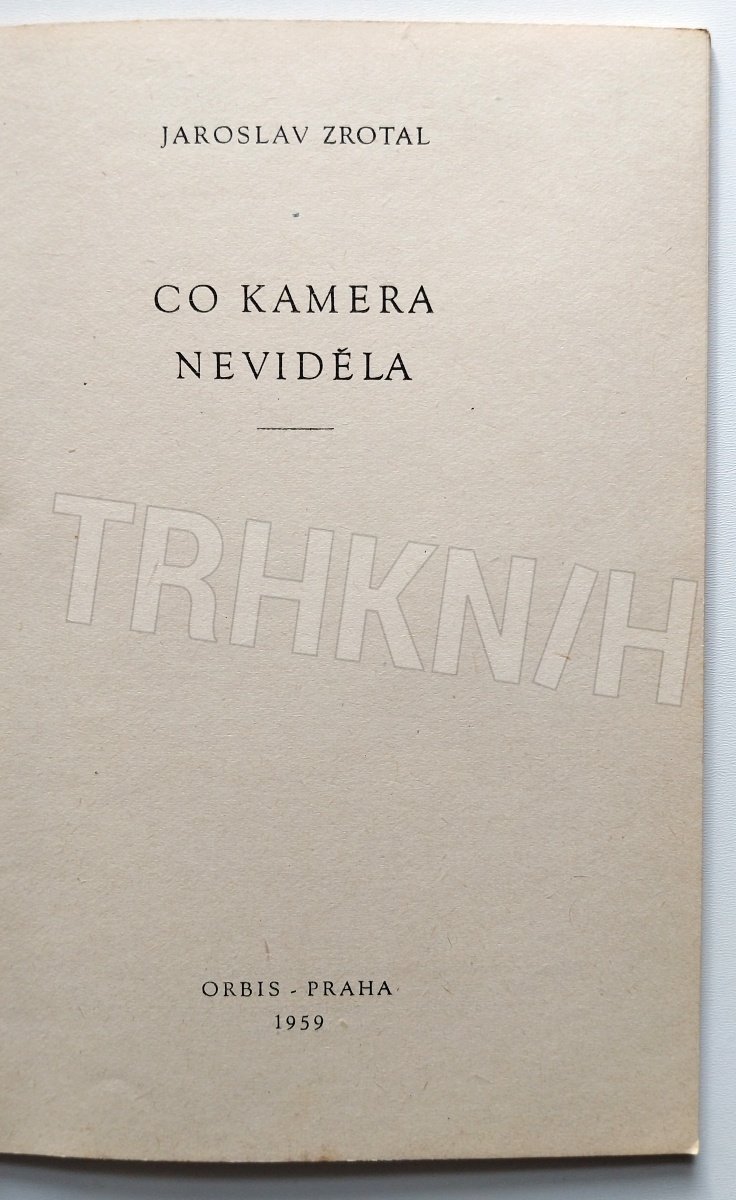 JAROSLAV ZROTAL
CO KAMERA
NEVIDĚLA
TRHKNIH
ORBIS - PRAHA
1959